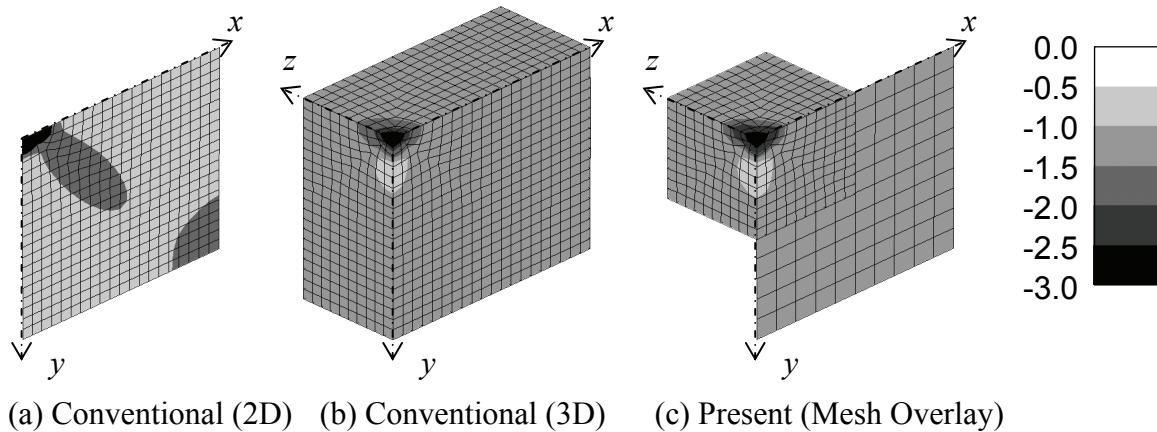 x
y
(a) Conventional (2D)
z
x
y
(b) Conventional (3D)
z
x
y
(c) Present (Mesh Overlay)
0.0
-0.5
-1.0
-1.5
-2.0
-2.5
-3.0